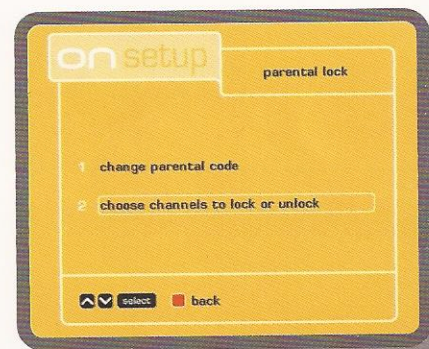 on setup
parental lock
1 change parental code
2 choose channels to lock or unlock
select back